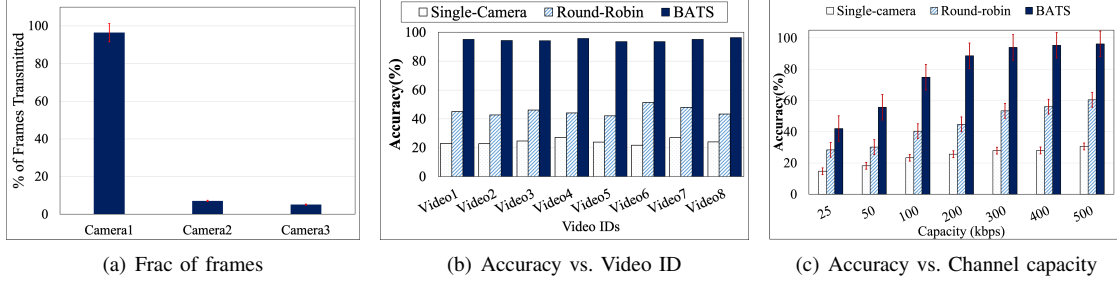 % of Frames Transmitted
100
80
60
40
20
0
Camera1 Camera2 Camera3
(a) Frac of frames
Single-Camera Round-Robin BATS
Accuracy(%)
100
80
60
40
20
0
Video1 Video2 Video3 Video4 Video5 Video6 Video7 Video8
Video IDs
(b) Accuracy vs. Video ID
Single-camera Round-robin BATS
Accuracy(%)
100
80
60
40
20
0
25 50 100 200 300 400 500
Capacity (kbps)
(c) Accuracy vs. Channel capacity